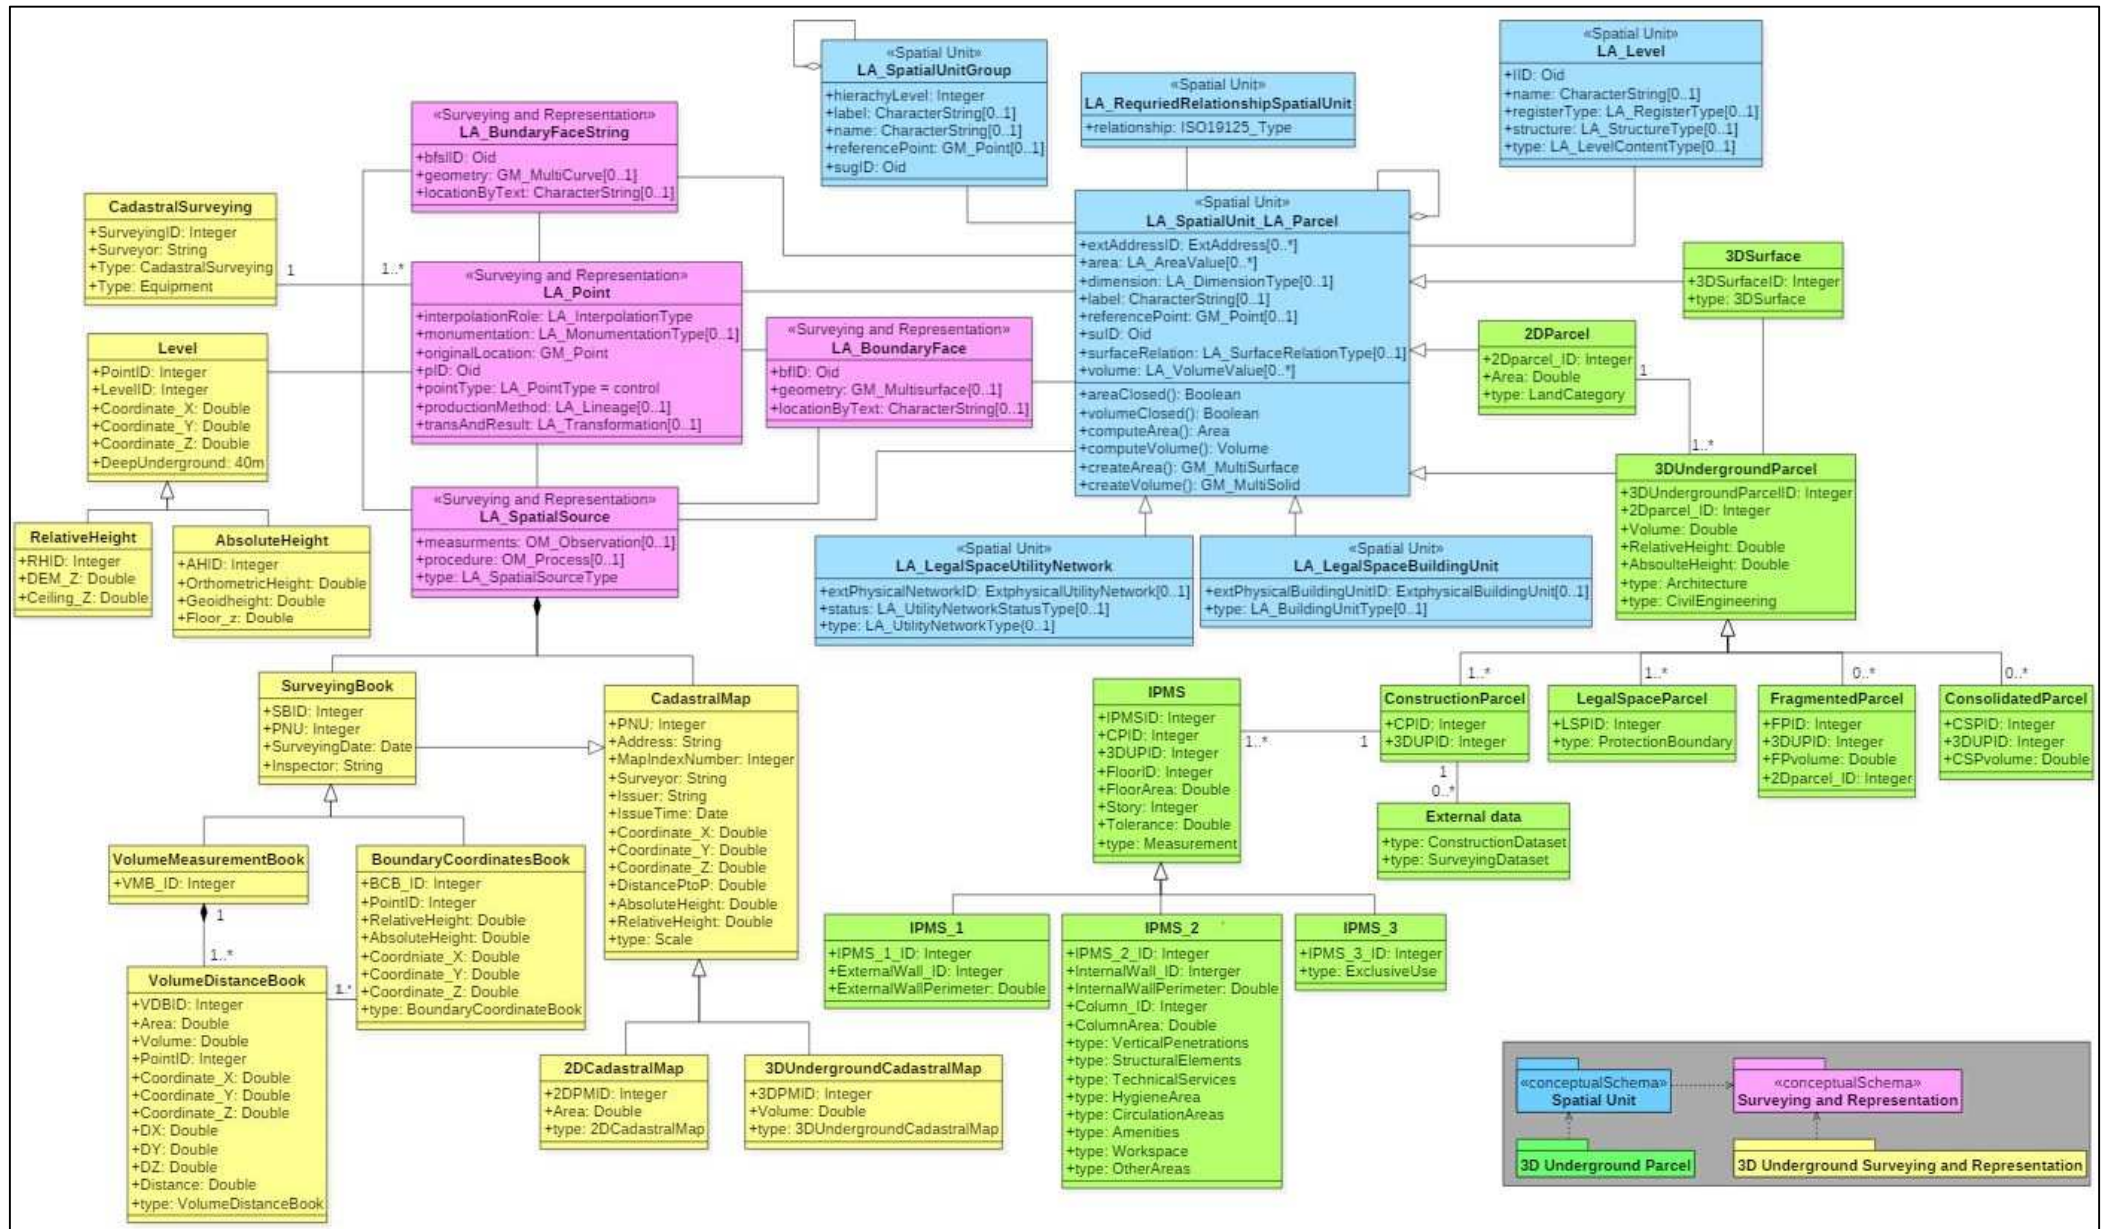 «Spatial Unit»
LA_SpatialUnitGroup
+hierachyLevel: Integer
+label: CharacterString[0..1]
+name: CharacterString[0..1]
+referencePoint: GM_Point[0..1]
+sugID: Oid
«Spatial Unit»
LA_RequriedRelationshipSpatialUnit
+relationship: ISO19125_Type
«Spatial Unit»
LA_Level
+lID: Oid
+name: CharacterString[0..1]
+registerType: LA_RegisterType[0..1]
+structure: LA_StructureType[0..1]
+type: LA_LevelContentType[0..1]
«Surveying and Representation»
LA_BundaryFaceString
+bfslID: Oid
+geometry: GM_MultiCurve[0..1]
+locationByText: CharacterString[0..1]
CadastralSurveying
+SurveyingID: Integer
+Surveyor: String
+Type: CadastralSurveying
+Type: Equipment
1
1..*
«Surveying and Representation»
LA_Point
+interpolationRole: LA_InterpolationType
+monumentation: LA_MonumentationType[0..1]
+originalLocation: GM_Point
+pID: Oid
+pointType: LA_PointType = control
+productionMethod: LA_Lineage[0..1]
+transAndResult: LA_Transformation[0..1]
«Surveying and Representation»
LA_BoundaryFace
+bfID: Oid
+geometry: GM_Multisurface[0..1]
+locationByText: CharacterString[0..1]
«Spatial Unit»
LA_SpatialUnit_LA_Parcel
+extAddressID: ExtAddress[0..*]
+area: LA_AreaValue[0..*]
+dimension: LA_DimensionType[0..1]
+label: CharacterString[0..1]
+referencePoint: GM_Point[0..1]
+suID: Oid
+surfaceRelation: LA_SurfaceRelationType[0..1]
+volume: LA_VolumeValue[0..*]
+areaClosed(): Boolean
+volumeClosed(): Boolean
+computeArea(): Area
+computeVolume(): Volume
+createArea(): GM_MultiSurface
+createVolume(): GM_MultiSolid
3DSurface
+3DSurfaceID: Integer
+type: 3DSurface
2DParcel
+2Dparcel_ID: Integer
+Area: Double
+type: LandCategory
1
1..*
3DUndergroundParcel
+3DUndergroundParcelID: Integer
+2Dparcel_ID: Integer
+Volume: Double
+RelativeHeight: Double
+AbsoulteHeight: Double
+type: Architecture
+type: CivilEngineering
Level
+PointID: Integer
+LevelID: Integer
+Coordinate_X: Double
+Coordinate_Y: Double
+Coordinate_Z: Double
+DeepUnderground: 40m
RelativeHeight
+RHID: Integer
+DEM_Z: Double
+Ceiling_Z: Double
AbsoluteHeight
+AHID: Integer
+OrthometricHeight: Double
+Geoidheight: Double
+Floor_z: Double
«Surveying and Representation»
LA_SpatialSource
+measurments: OM_Observation[0..1]
+procedure: OM_Process[0..1]
+type: LA_SpatialSourceType
«Spatial Unit»
LA_LegalSpaceUtilityNetwork
+extPhysicalNetworkID: ExtphysicalUtilityNetwork[0..1]
+status: LA_UtilityNetworkStatusType[0..1]
+type: LA_UtilityNetworkType[0..1]
«Spatial Unit»
LA_LegalSpaceBuildingUnit
+extPhysicalBuildingUnitID: ExtphysicalBuildingUnit[0..1]
+type: LA_BuildingUnitType[0..1]
SurveyingBook
+SBID: Integer
+PNU: Integer
+SurveyingDate: Date
+Inspector: String
CadastralMap
+PNU: Integer
+Address: String
+MapIndexNumber: Integer
+Surveyor: String
+Issuer: String
+IssueTime: Date
+Coordinate_X: Double
+Coordinate_Y: Double
+Coordinate_Z: Double
+DistancePtoP: Double
+AbsoluteHeight: Double
+RelativeHeight: Double
+type: Scale
IPMS
+IPMSID: Integer
+CPID: Integer
+3DUPID: Integer
+FloorID: Integer
+FloorArea: Double
+Story: Integer
+Tolerance: Double
+type: Measurement
1..*
1
1..*
ConstructionParcel
+CPID: Integer
+3DUPID: Integer
1..*
LegalSpaceParcel
+LSPID: Integer
+type: ProtectionBoundary
0..*
FragmentedParcel
+FPID: Integer
+3DUPID: Integer
+FPvolume: Double
+2Dparcel_ID: Integer
0..*
ConsolidatedParcel
+CSPID: Integer
+3DUPID: Integer
+CSPvolume: Double
1
0..*
External data
+type: ConstructionDataset
+type: SurveyingDataset
VolumeMeasurementBook
+VMB_ID: Integer
1
1..*
BoundaryCoordinatesBook
+BCB_ID: Integer
+PointID: Integer
+RelativeHeight: Double
+AbsoluteHeight: Double
+Coordniate_X: Double
+Coordinate_Y: Double
+Coordinate_Z: Double
+type: BoundaryCoordinateBook
VolumeDistanceBook
+VDBID: Integer
+Area: Double
+Volume: Double
+PointID: Integer
+Coordinate_X: Double
+Coordinate_Y: Double
+Coordinate_Z: Double
+DX: Double
+DY: Double
+DZ: Double
+Distance: Double
+type: VolumeDistanceBook
2DCadastralMap
+2DPMID: Integer
+Area: Double
+type: 2DCadastralMap
3DUndergroundCadastralMap
+3DPMID: Integer
+Volume: Double
+type: 3DUndergroundCadastralMap
IPMS_1
+IPMS_1_ID: Integer
+ExternalWall_ID: Integer
+ExternalWallPerimeter: Double
IPMS_2
+IPMS_2_ID: Integer
+InternalWall_ID: Interger
+InternalWallPerimeter: Double
+Column_ID: Integer
+ColumnArea: Double
+type: VerticalPenetrations
+type: StructuralElements
+type: TechnicalServices
+type: HygieneArea
+type: CirculationAreas
+type: Amenities
+type: Workspace
+type: OtherAreas
IPMS_3
+IPMS_3_ID: Integer
+type: ExclusiveUse
«conceptualSchema»
Spatial Unit
«conceptualSchema»
Surveying and Representation
3D Underground Parcel
3D Underground Surveying and Representation